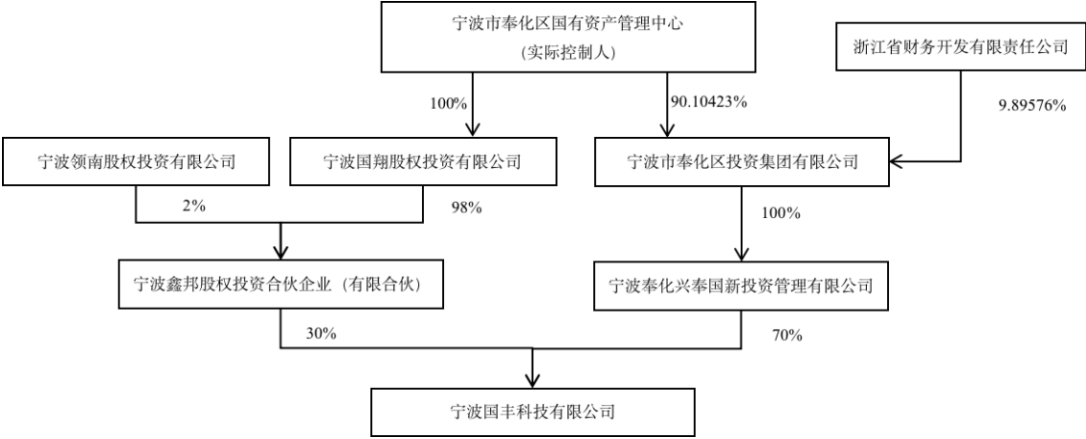 宁波市奉化区国有资产管理中心
（实际控制人）
浙江省财务开发有限责任公司
100%
90.10423%
9.89576%
宁波领南股权投资有限公司
宁波国翔股权投资有限公司
宁波市奉化区投资集团有限公司
2%
98%
100%
宁波鑫邦股权投资合伙企业（有限合伙）
宁波奉化兴奉国新投资管理有限公司
30%
70%
宁波国丰科技有限公司